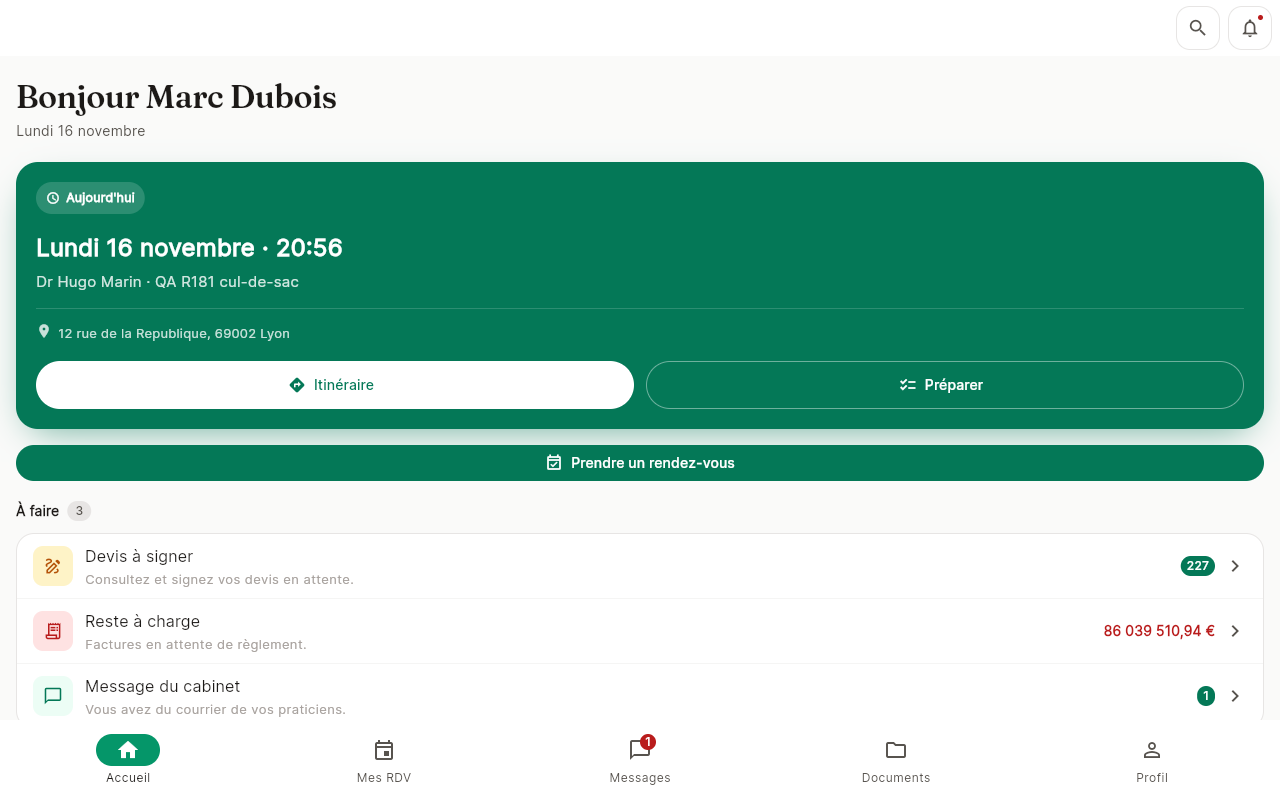 Bonjour Marc Dubois
Lundi 16 novembre
Aujourd'hui
Lundi 16 novembre · 20:56
Dr Hugo Marin · QA R181 cul-de-sac
12 rue de la Republique, 69002 Lyon
Itinéraire
Préparer
Prendre un rendez-vous
À faire 3
Devis à signer
Consultez et signez vos devis en attente.
227
Reste à charge
Factures en attente de règlement.
86 039 510,94 €
Message du cabinet
Vous avez du courrier de vos praticiens.
1
1
Accueil
Mes RDV
Messages
Documents
Profil